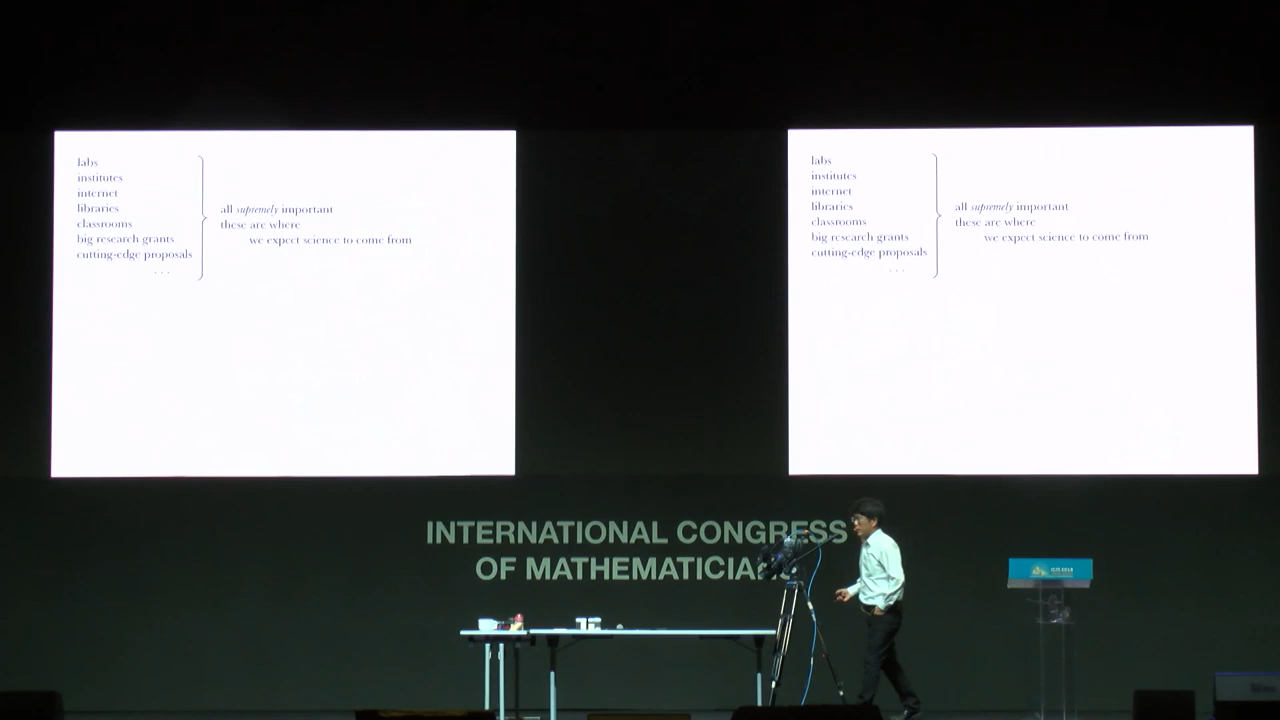 labs
institutes
internet
libraries
classrooms
big research grants
cutting-edge proposals
. . .
all supremely important
these are where
we expect science to come from
labs
institutes
internet
libraries
classrooms
big research grants
cutting-edge proposals
. . .
all supremely important
these are where
we expect science to come from
INTERNATIONAL CONGRESS
OF MATHEMATICIANS